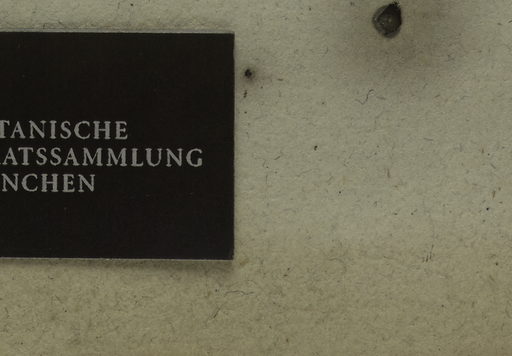 TANISCHE
ATSSAMMLUNG
NCHEN